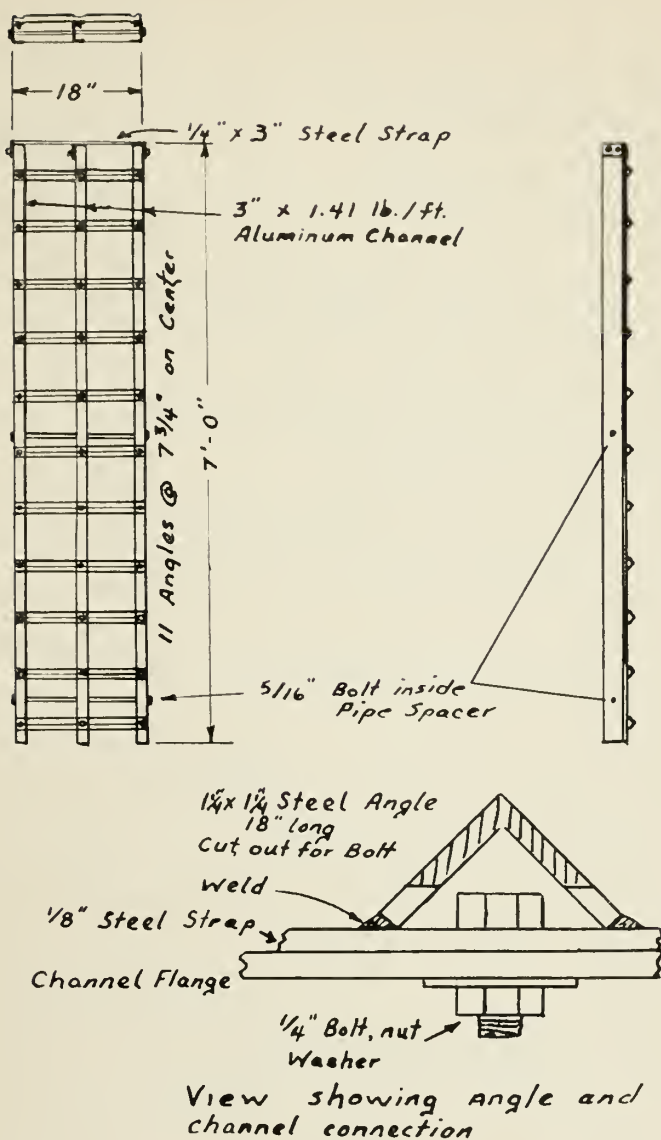 18"
1/4" x 3" Steel Strap
3" x 1.41 lb./ft.
Aluminum Channel
11 Angles @ 7 3/4" on Center
7'-0"
5/16" Bolt inside
Pipe Spacer
1 1/4" x 1 1/4" Steel Angle
18" long
Cut out for Bolt
Weld
1/8" Steel Strap
Channel Flange
1/4" Bolt, nut
Washer
View showing angle and
channel connection